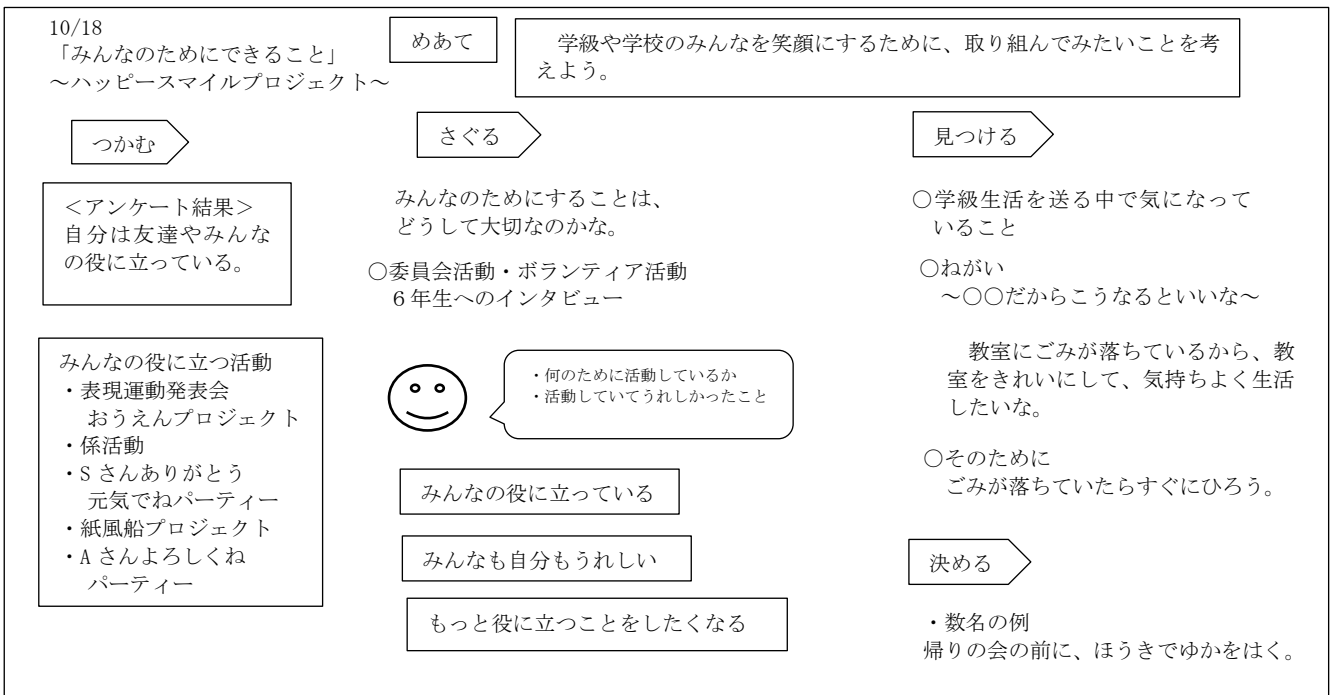 10/18
「みんなのためにできること」
～ハッピースマイルプロジェクト～
めあて
学級や学校のみんなを笑顔にするために、取り組んでみたいことを考
えよう。
つかむ
＜アンケート結果＞
自分は友達やみんな
の役に立っている。
みんなの役に立つ活動
・表現運動発表会
おうえんプロジェクト
・係活動
・S さんありがとう
元気でねパーティー
・紙風船プロジェクト
・A さんよろしくね
パーティー
さぐる
みんなのためにすることは、
どうして大切なのかな。
○委員会活動・ボランティア活動
６年生へのインタビュー
・何のために活動しているか
・活動していてうれしかったこと
みんなの役に立っている
みんなも自分もうれしい
もっと役に立つことをしたくなる
見つける
○学級生活を送る中で気になって
いること
○ねがい
～○○だからこうなるといいな～
教室にごみが落ちているから、教
室をきれいにして、気持ちよく生活
したいな。
○そのために
ごみが落ちていたらすぐにひろう。
決める
・数名の例
帰りの会の前に、ほうきでゆかをはく。